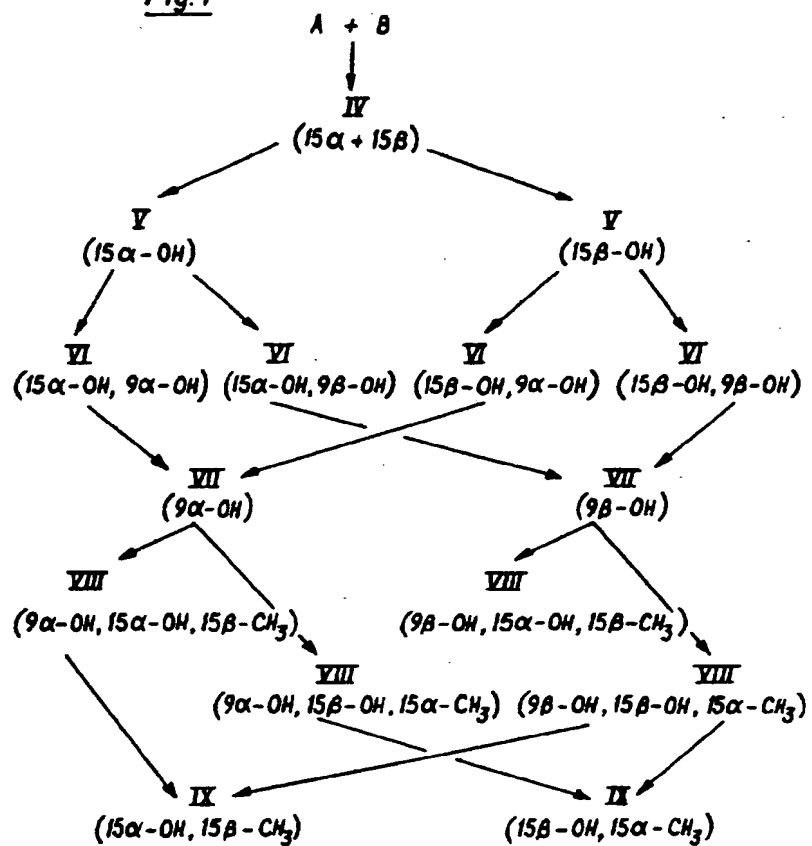 Fig. 1
A + B
IV
(15α + 15β)
V
(15α-OH)
V
(15β-OH)
VI
(15α-OH, 9α-OH)
VI
(15α-OH, 9β-OH)
VI
(15β-OH, 9α-OH)
VI
(15β-OH, 9β-OH)
VII
(9α-OH)
VII
(9β-OH)
VIII
(9α-OH, 15α-OH, 15β-CH₃)
VIII
(9β-OH, 15α-OH, 15β-CH₃)
VIII
(9α-OH, 15β-OH, 15α-CH₃)
VIII
(9β-OH, 15β-OH, 15α-CH₃)
IX
(15α-OH, 15β-CH₃)
IX
(15β-OH, 15α-CH₃)